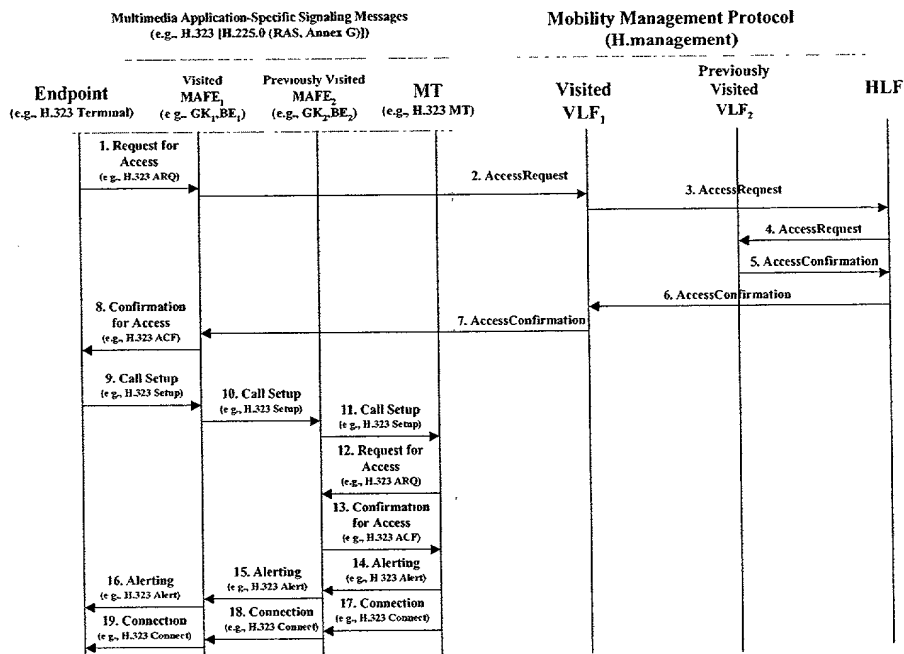 Multimedia Application-Specific Signaling Messages
(e.g., H.323 [H.225.0 (RAS, Annex G)])
Mobility Management Protocol
(H.management)
Endpoint
(e.g., H.323 Terminal)
Visited
MAFE1
(e g., GK1,BE1)
Previously Visited
MAFE2
(e.g., GK2,BE2)
MT
(e.g., H.323 MT)
Visited
VLF1
Previously
Visited
VLF2
HLF
1. Request for
Access
(e g., H.323 ARQ)
2. AccessRequest
3. AccessRequest
4. AccessRequest
5. AccessConfirmation
6. AccessConfirmation
7. AccessConfirmation
8. Confirmation
for Access
(e.g., H.323 ACF)
9. Call Setup
(e g., H.323 Setup)
10. Call Setup
(e g., H.323 Setup)
11. Call Setup
(e g., H.323 Setup)
12. Request for
Access
(e.g., H.323 ARQ)
13. Confirmation
for Access
(e.g., H.323 ACF)
14. Alerting
(e g., H 323 Alert)
15. Alerting
(e g., H.323 Alert)
16. Alerting
(e g., H.323 Alert)
17. Connection
(e g., H.323 Connect)
18. Connection
(e.g., H.323 Connect)
19. Connection
(e.g., H.323 Connect)